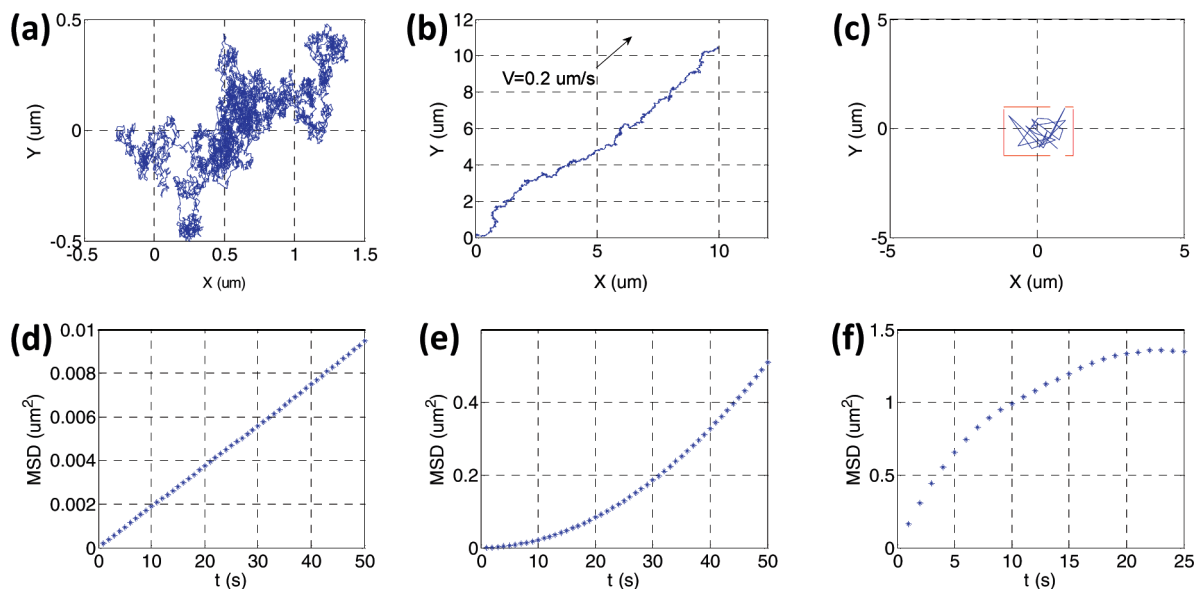 (a)
0.5
0
-0.5
Y (um)
-0.5
0
0.5
1
1.5
X (um)
(b)
12
10
8
6
4
2
0
Y (um)
V=0.2 um/s
0
5
10
X (um)
(c)
5
0
-5
Y (um)
-5
0
5
X (um)
(d)
0.01
0.008
0.006
0.004
0.002
0
MSD (um²)
0
10
20
30
40
50
t (s)
(e)
0.4
0.2
0
MSD (um²)
0
10
20
30
40
50
t (s)
(f)
1.5
1
0.5
0
MSD (um²)
0
5
10
15
20
25
t (s)